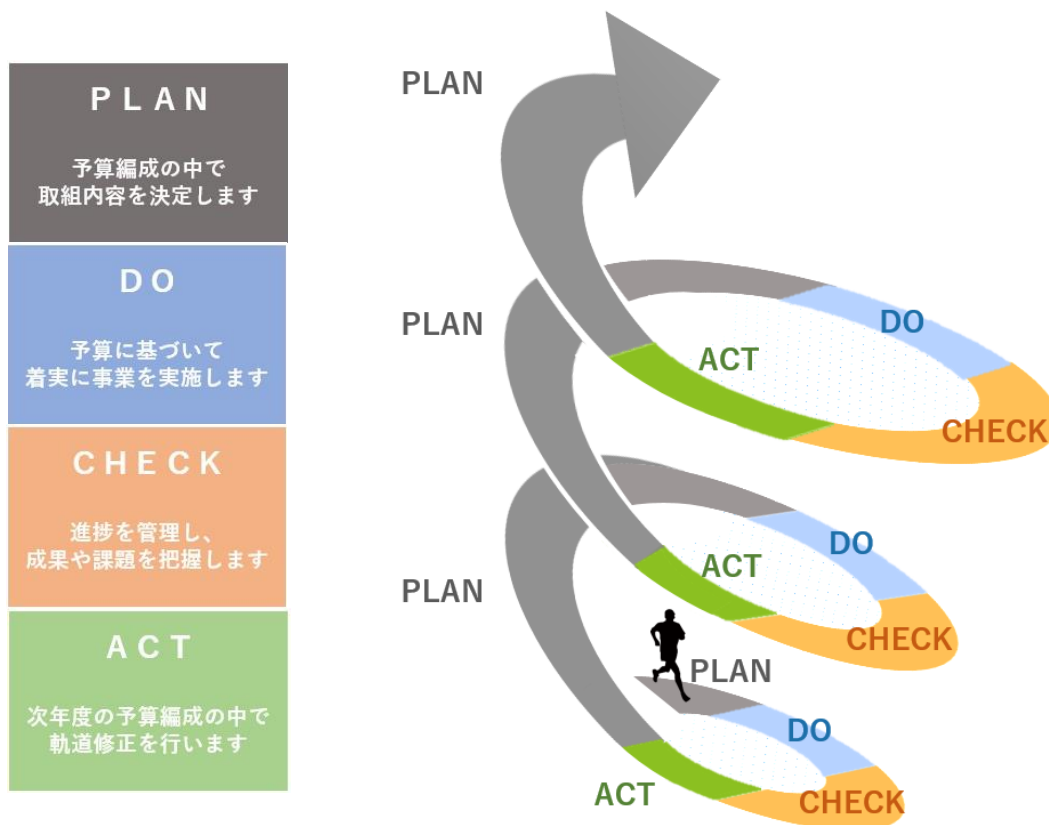 PLAN
予算編成の中で
取組内容を決定します
DO
予算に基づいて
着実に事業を実施します
CHECK
進捗を管理し、
成果や課題を把握します
ACT
次年度の予算編成の中で
軌道修正を行います
PLAN
PLAN
DO
ACT
CHECK
PLAN
DO
ACT
CHECK
PLAN
DO
ACT
CHECK